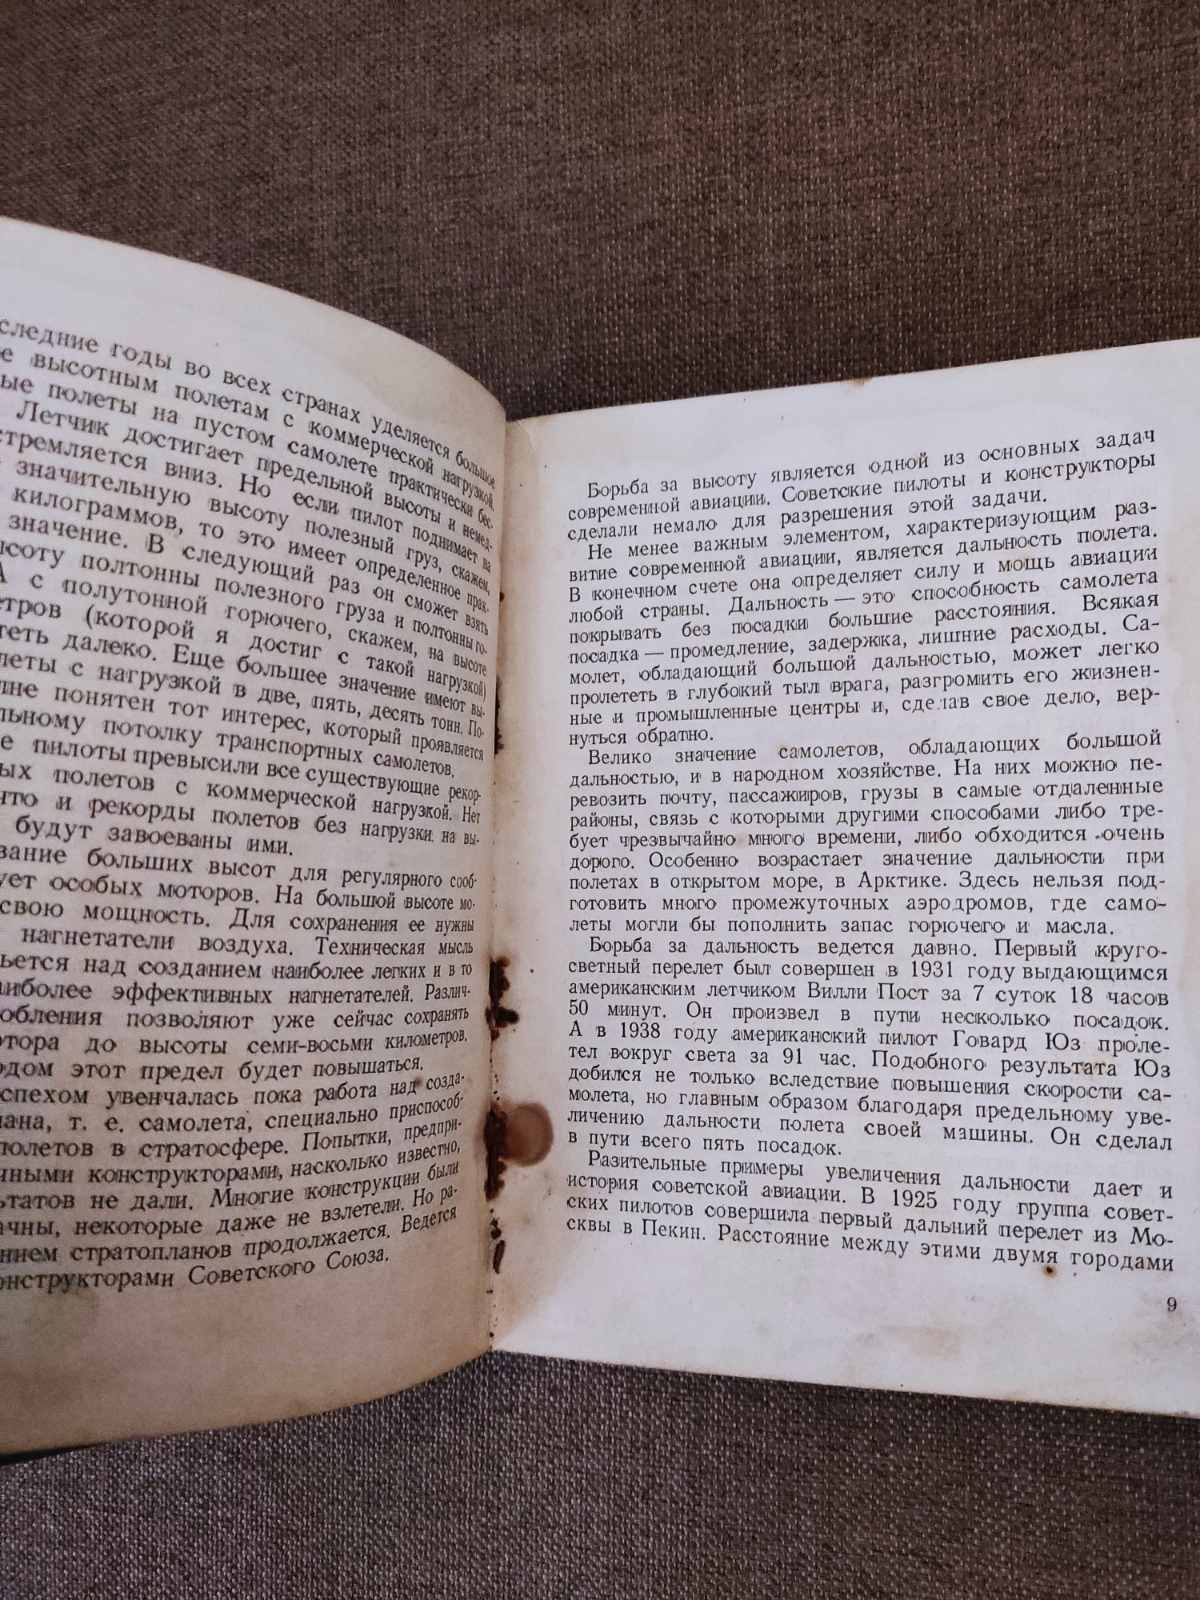 следние годы во всех странах уделяется большое
е высотным полетам с коммерческой нагрузкой.
ые полеты на пустом самолете практически бес-
Летчик достигает предельной высоты и немед-
стремляется вниз. Но если пилот поднимает на
значительную высоту полезный груз, скажем,
килограммов, то это имеет определенное прак-
значение. В следующий раз он сможет взять
ысоту полтонны полезного груза и полтонны го-
А с полутонной горючего, скажем, на высоте
етров (которой я достиг с такой нагрузкой)
теть далеко. Еще большее значение имеют вы-
леты с нагрузкой в две, пять, десять тонн. По-
лне понятен тот интерес, который проявляется
льному потолку транспортных самолетов.
е пилоты превысили все существующие рекор-
ых полетов с коммерческой нагрузкой. Нет
что и рекорды полетов без нагрузки на вы-
будут завоеваны ими.
вание больших высот для регулярного сооб-
ует особых моторов. На большой высоте мо-
свою мощность. Для сохранения ее нужны
нагнетатели воздуха. Техническая мысль
ьется над созданием наиболее легких и в то
аиболее эффективных нагнетателей. Различ-
обления позволяют уже сейчас сохранять
отора до высоты семи-восьми километров.
одом этот предел будет повышаться.
спехом увенчалась пока работа над созда-
лана, т. е. самолета, специально приспособ-
полетов в стратосфере. Попытки, предпри-
чными конструкторами, насколько известно,
льтатов не дали. Многие конструкции были
ачны, некоторые даже не взлетели. Но ра-
нием стратопланов продолжается. Ведется
онструкторами Советского Союза.
Борьба за высоту является одной из основных задач
современной авиации. Советские пилоты и конструкторы
сделали немало для разрешения этой задачи.
Не менее важным элементом, характеризующим раз-
витие современной авиации, является дальность полета.
В конечном счете она определяет силу и мощь авиации
любой страны. Дальность — это способность самолета
покрывать без посадки большие расстояния. Всякая
посадка — промедление, задержка, лишние расходы. Са-
молет, обладающий большой дальностью, может легко
пролететь в глубокий тыл врага, разгромить его жизнен-
ные и промышленные центры и, сделав свое дело, вер-
нуться обратно.
Велико значение самолетов, обладающих большой
дальностью, и в народном хозяйстве. На них можно пе-
ревозить почту, пассажиров, грузы в самые отдаленные
районы, связь с которыми другими способами либо тре-
бует чрезвычайно много времени, либо обходится очень
дорого. Особенно возрастает значение дальности при
полетах в открытом море, в Арктике. Здесь нельзя под-
готовить много промежуточных аэродромов, где само-
леты могли бы пополнить запас горючего и масла.
Борьба за дальность ведется давно. Первый круго-
светный перелет был совершен в 1931 году выдающимся
американским летчиком Вилли Пост за 7 суток 18 часов
50 минут. Он произвел в пути несколько посадок.
А в 1938 году американский пилот Говард Юз проле-
тел вокруг света за 91 час. Подобного результата Юз
добился не только вследствие повышения скорости са-
молета, но главным образом благодаря предельному уве-
личению дальности полета своей машины. Он сделал
в пути всего пять посадок.
Разительные примеры увеличения дальности дает и
история советской авиации. В 1925 году группа совет-
ских пилотов совершила первый дальний перелет из Мо-
сквы в Пекин. Расстояние между этими двумя городами
9